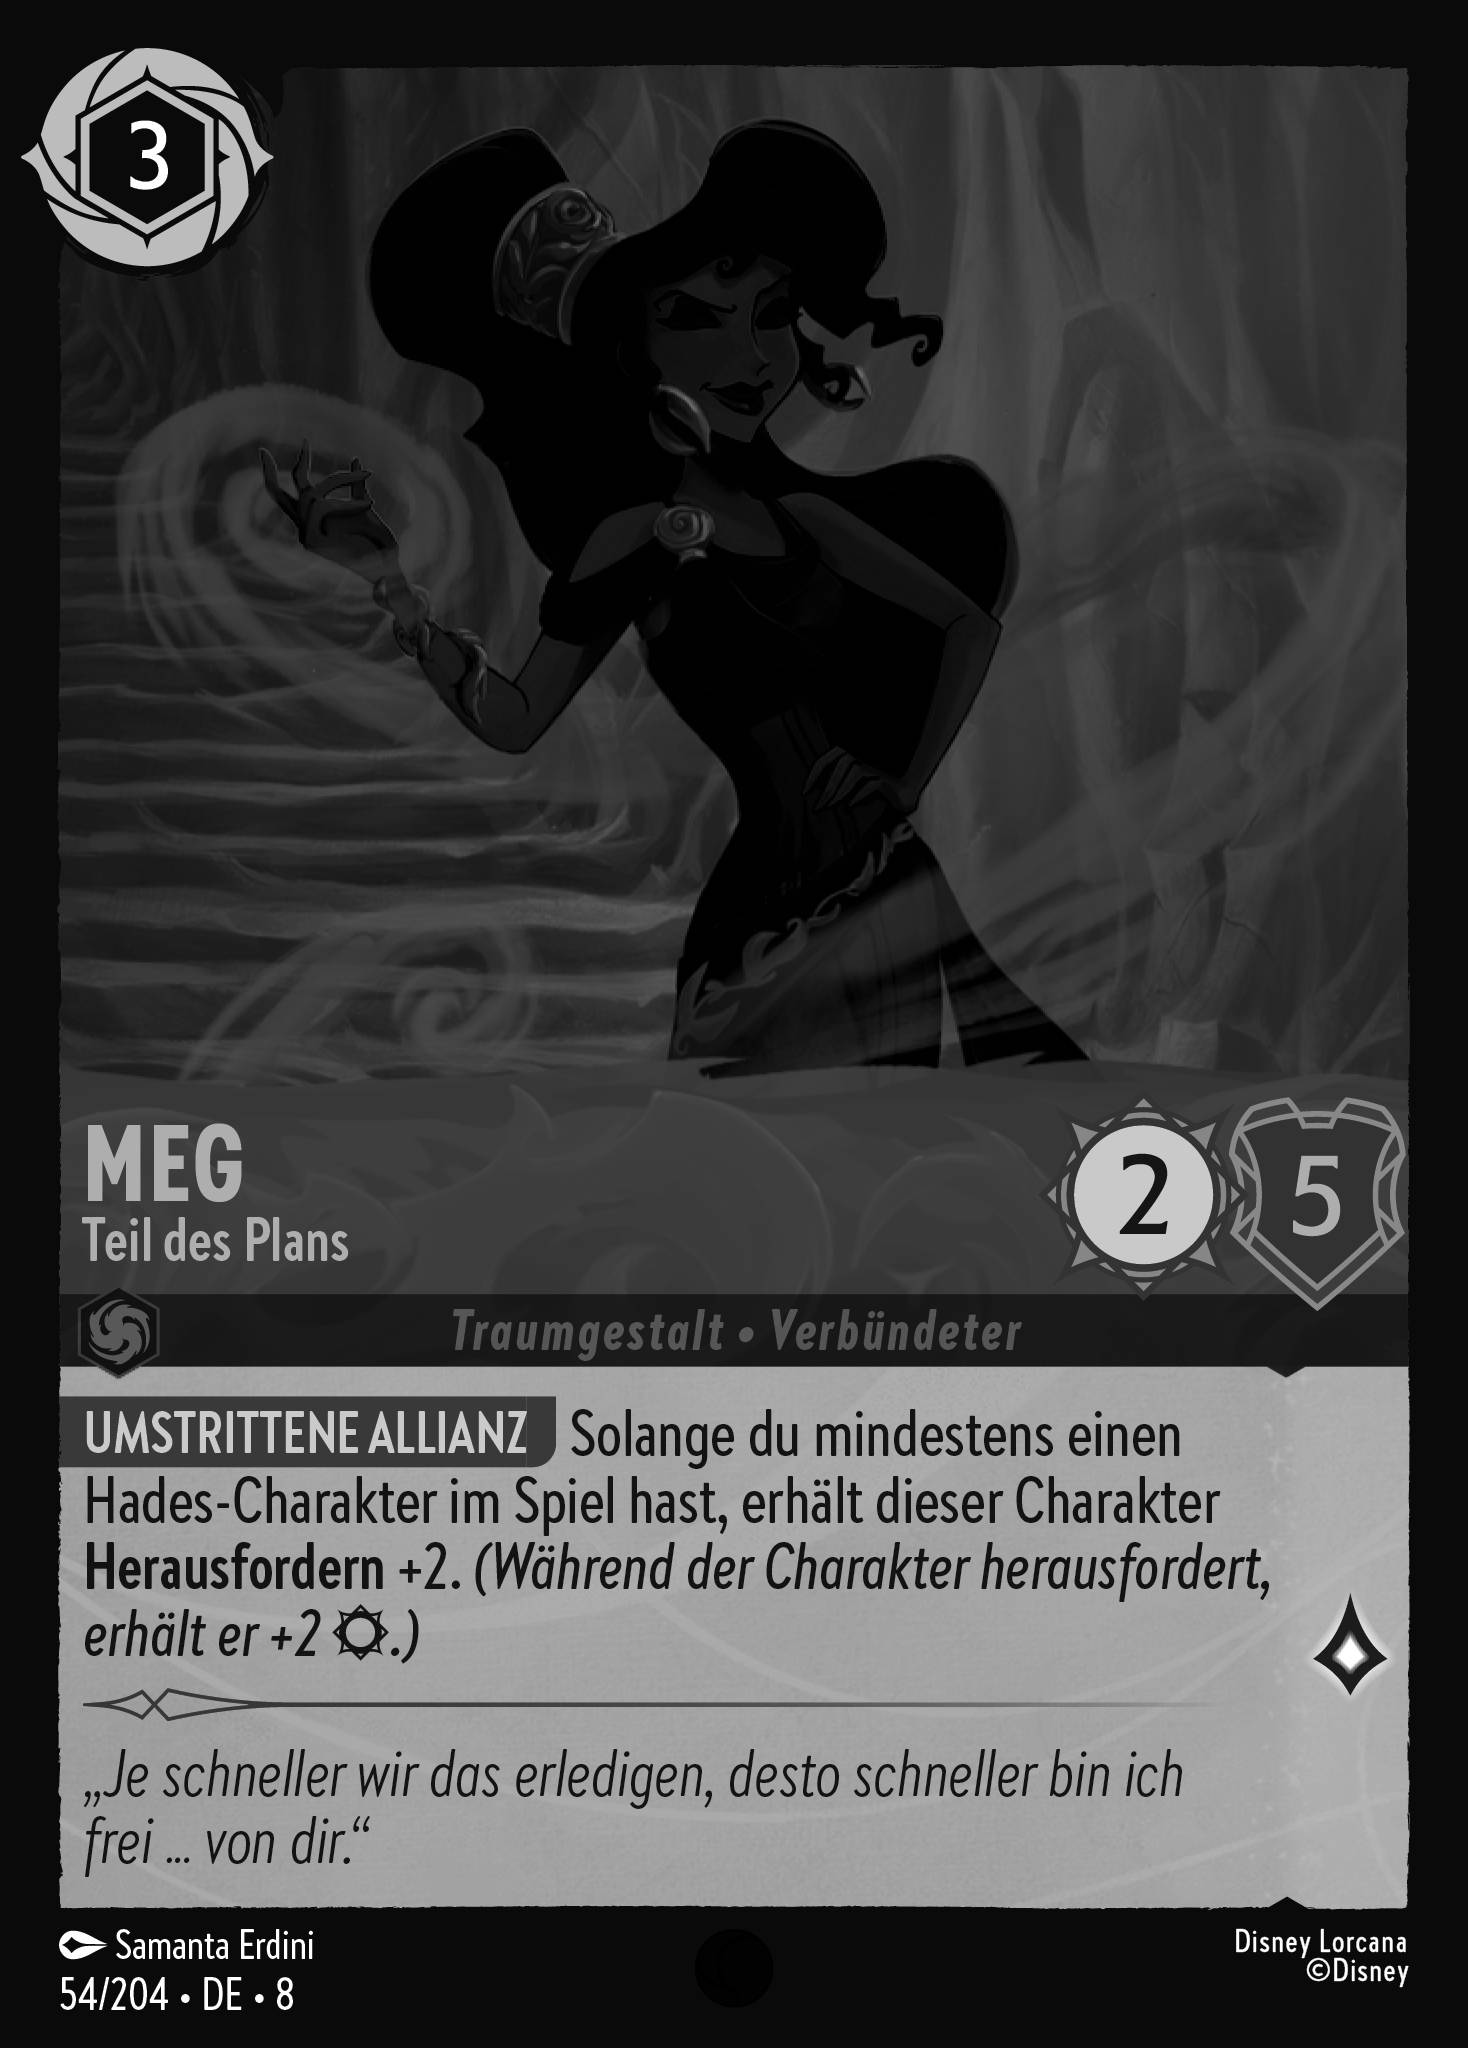 3
MEG
Teil des Plans
2 5
Traumgestalt • Verbündeter
UMSTRITTENE ALLIANZ Solange du mindestens einen
Hades-Charakter im Spiel hast, erhält dieser Charakter
Herausfordern +2. (Während der Charakter herausfordert,
erhält er +2 .)
„Je schneller wir das erledigen, desto schneller bin ich
frei ... von dir.“
Samanta Erdini
54/204 • DE • 8
Disney Lorcana
©Disney